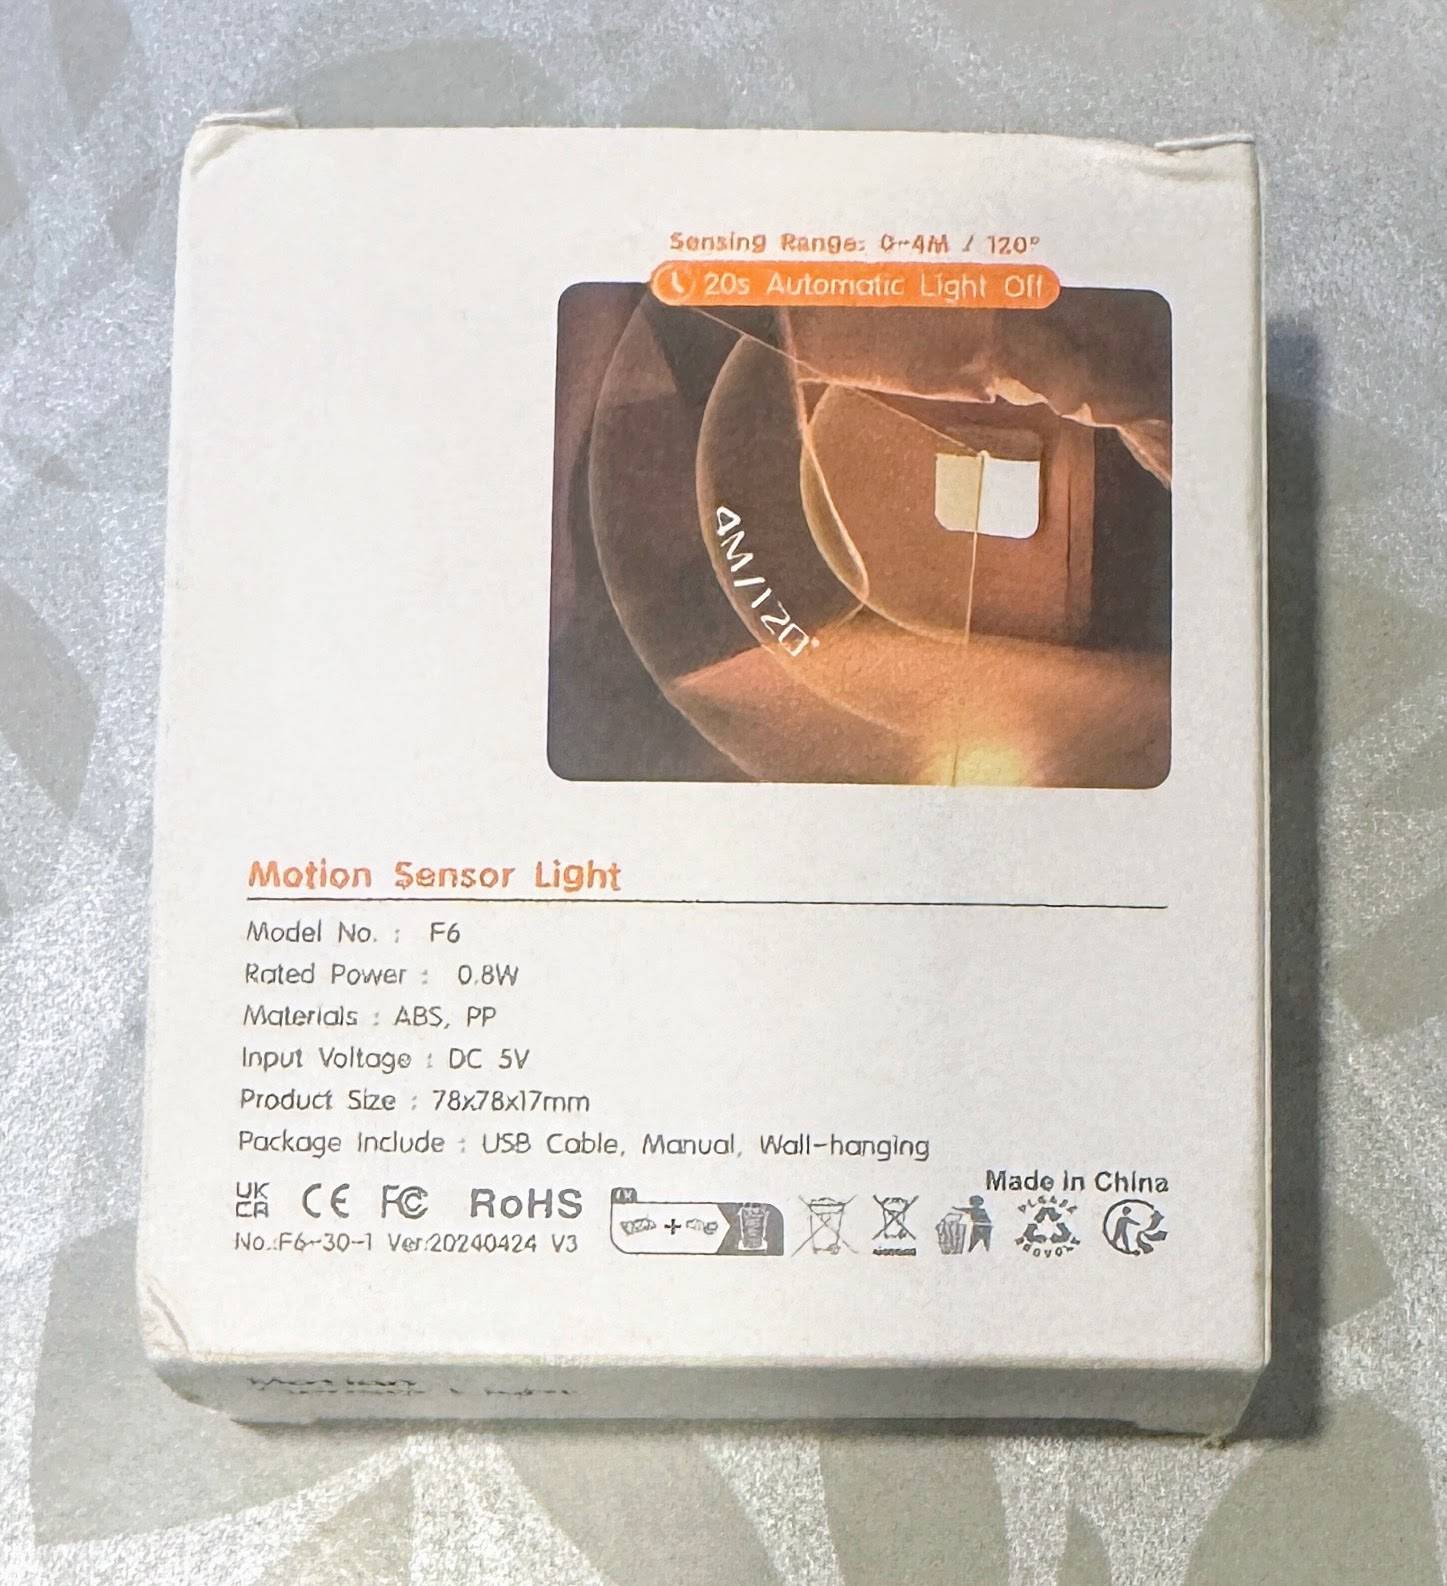 Sensing Range: 0-4M / 120°
20s Automatic Light Off
4M/120°
Motion Sensor Light
Model No. : F6
Rated Power : 0.8W
Materials : ABS, PP
Input Voltage : DC 5V
Product Size : 78x78x17mm
Package Include : USB Cable, Manual, Wall-hanging
Made in China
UK
CA
CE FC RoHS
No.:F6-30-1 Ver:20240424 V3